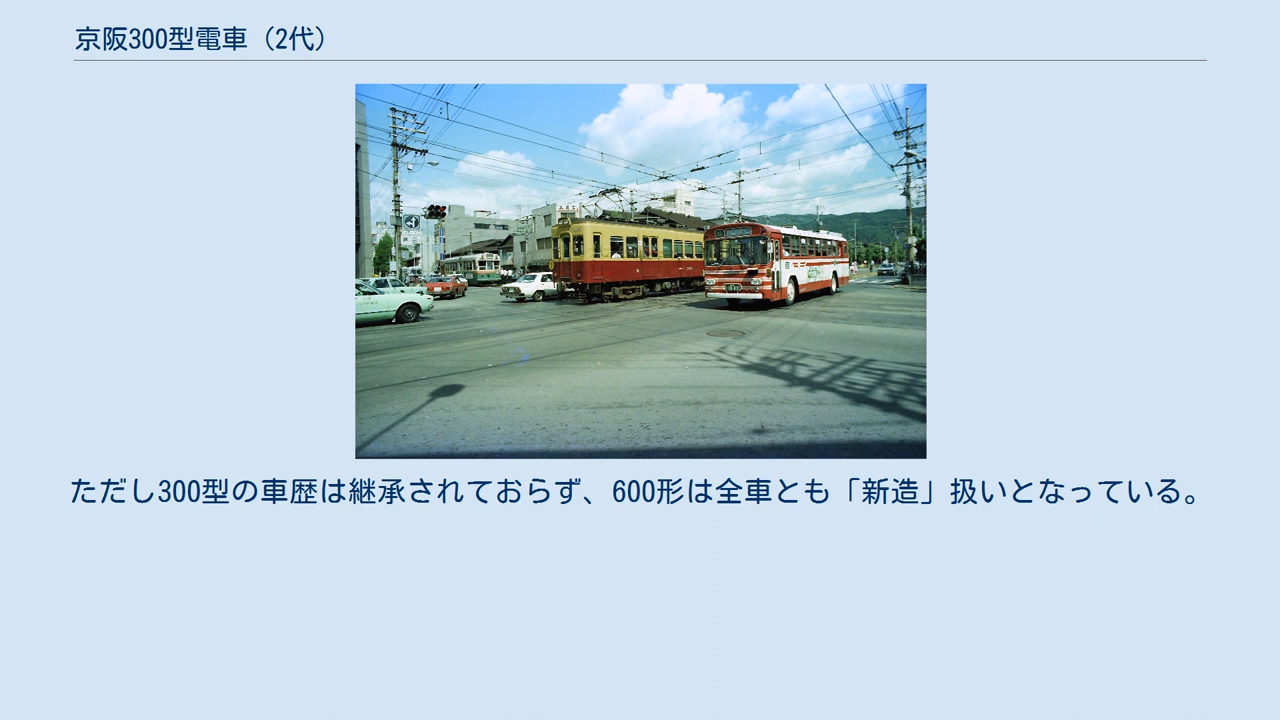 京阪300型電車（2代）
ただし300型の車歴は継承されておらず、600形は全車とも「新造」扱いとなっている。